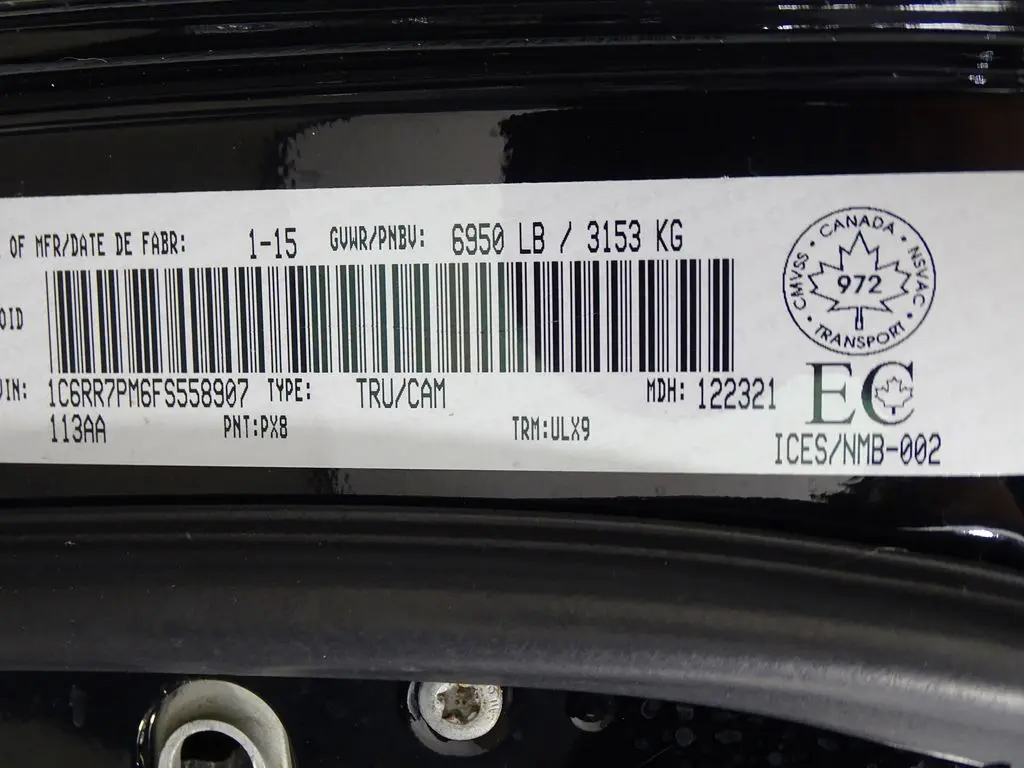 OF MFR/DATE DE FABR: 1-15 GVWR/PNBV: 6950 LB / 3153 KG
OID
VIN: 1C6RR7PM6FS558907 TYPE: TRU/CAM MDH: 122321
113AA PNT:PX8 TRM:ULX9
CANADA • NSVAC • TRANSPORT • CMVSS •
972
EC
ICES/NMB-002